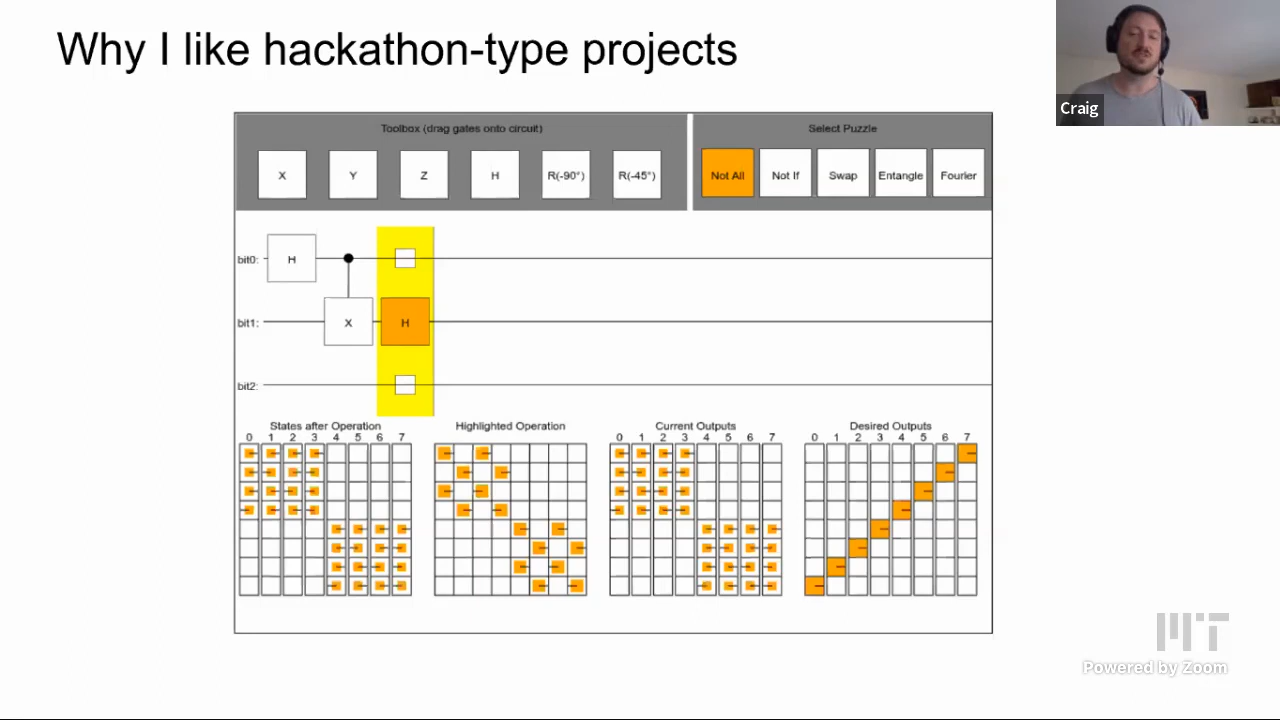 Why I like hackathon-type projects
Craig
Toolbox (drag gates onto circuit)
X Y Z H R(-90°) R(-45°)
Select Puzzle
Not All Not If Swap Entangle Fourier
bit0: H
bit1: X H
bit2:
States after Operation
0 1 2 3 4 5 6 7
Highlighted Operation
Current Outputs
0 1 2 3 4 5 6 7
Desired Outputs
0 1 2 3 4 5 6 7
MIT
Powered by Zoom